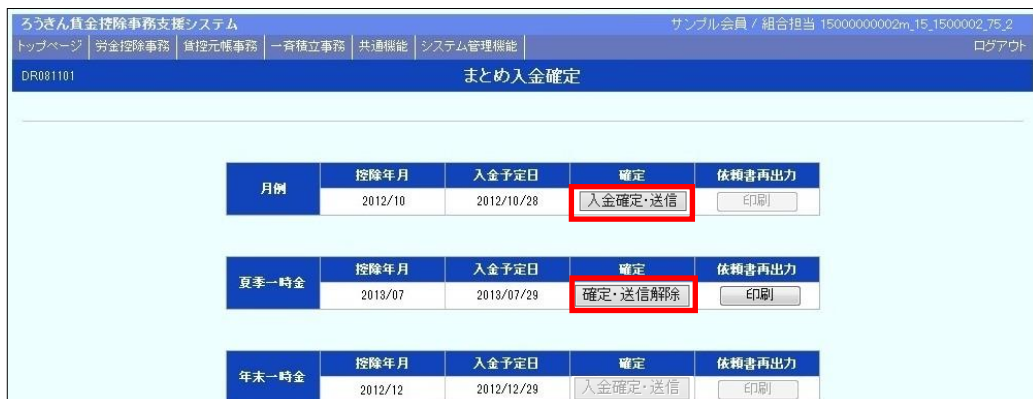 ろうきん賃金控除事務支援システム サンプル会員 / 組合担当 15000000002m_15_1500002_75_2
トップページ 労金控除事務 賃控元帳事務 一斉積立事務 共通機能 システム管理機能 ログアウト
DR081101 まとめ入金確定
月例 控除年月 入金予定日 確定 依頼書再出力
2012/10 2012/10/28 入金確定・送信 印刷
夏季一時金 控除年月 入金予定日 確定 依頼書再出力
2013/07 2013/07/29 確定・送信解除 印刷
年末一時金 控除年月 入金予定日 確定 依頼書再出力
2012/12 2012/12/29 入金確定・送信 印刷